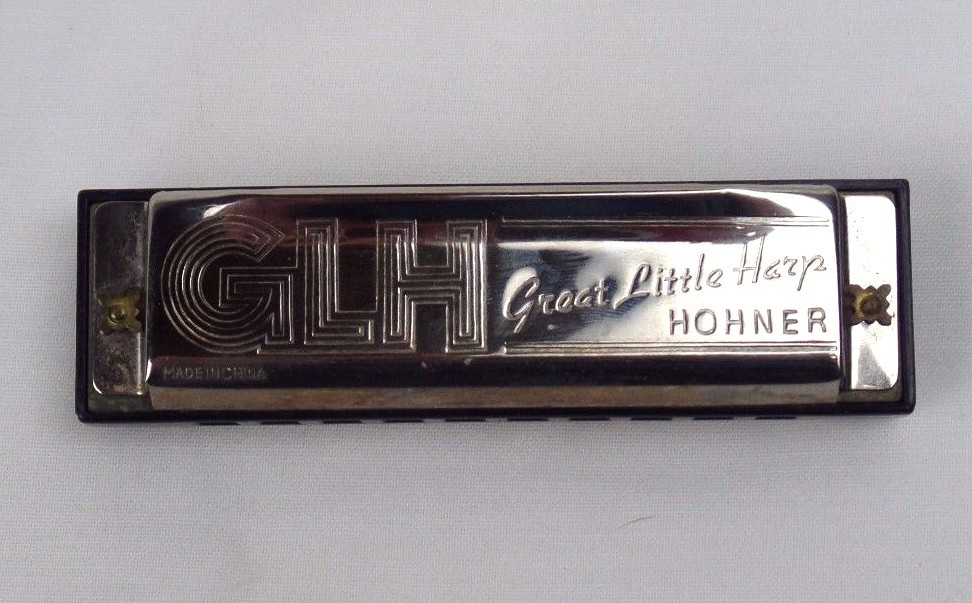 GLH
Great Little Harp
HOHNER
MADE IN CHINA